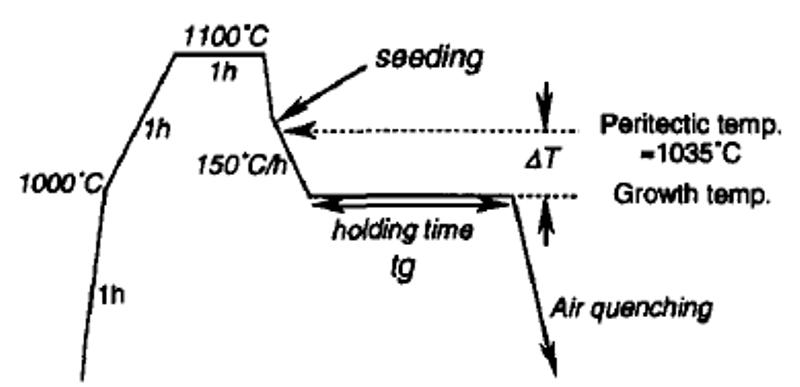 1100°C
1h
seeding
1h
Peritectic temp.
=1035°C
150°C/h
ΔT
1000°C
Growth temp.
holding time
tg
1h
Air quenching